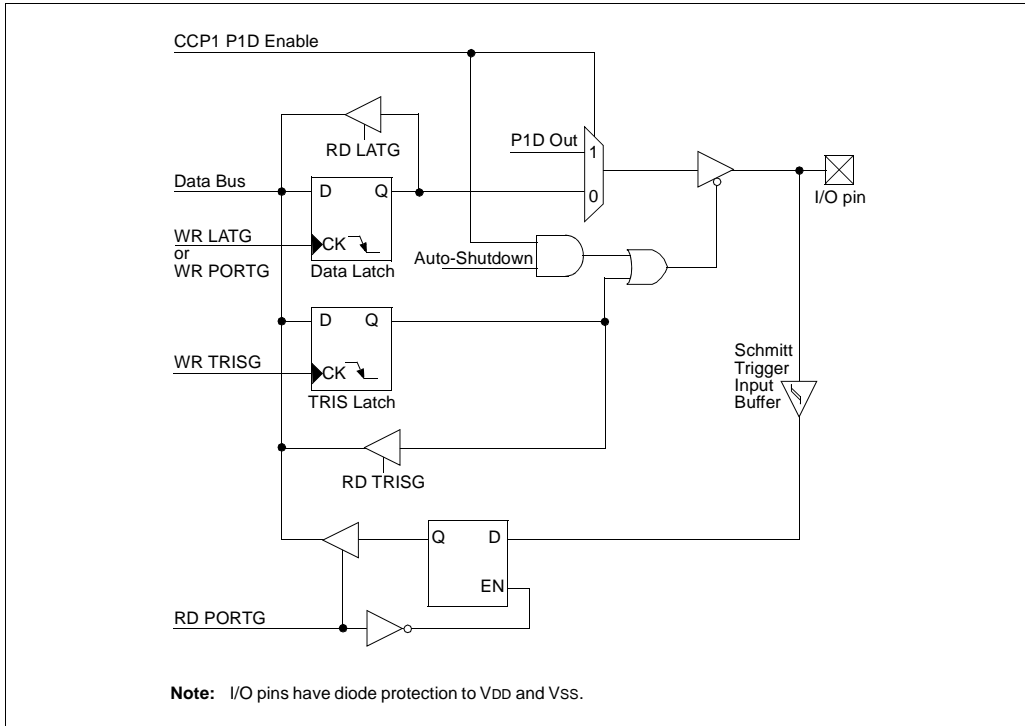 CCP1 P1D Enable
RD LATG
P1D Out
1
Data Bus
D Q
0
I/O pin
WR LATG
or
WR PORTG
CK
Data Latch
Auto-Shutdown
D Q
WR TRISG
CK
TRIS Latch
Schmitt
Trigger
Input
Buffer
RD TRISG
Q D
EN
RD PORTG
Note: I/O pins have diode protection to VDD and VSS.